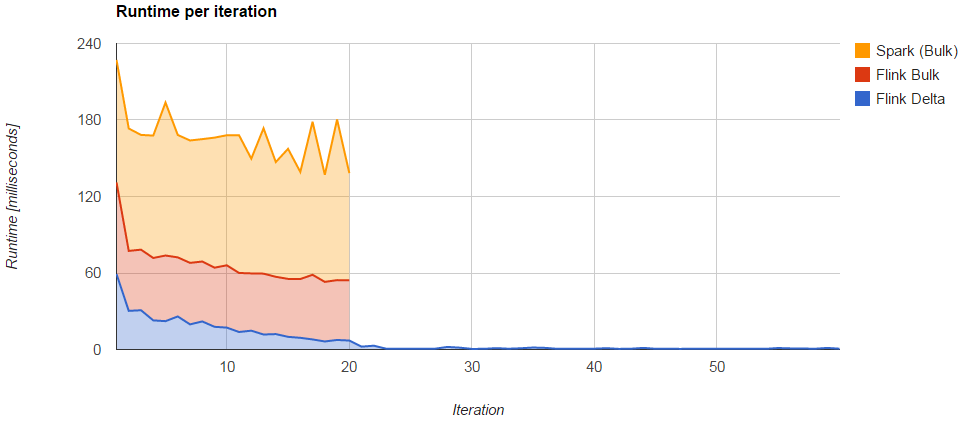 Runtime per iteration
240
180
120
60
0
Runtime [milliseconds]
10
20
30
40
50
Iteration
Spark (Bulk)
Flink Bulk
Flink Delta